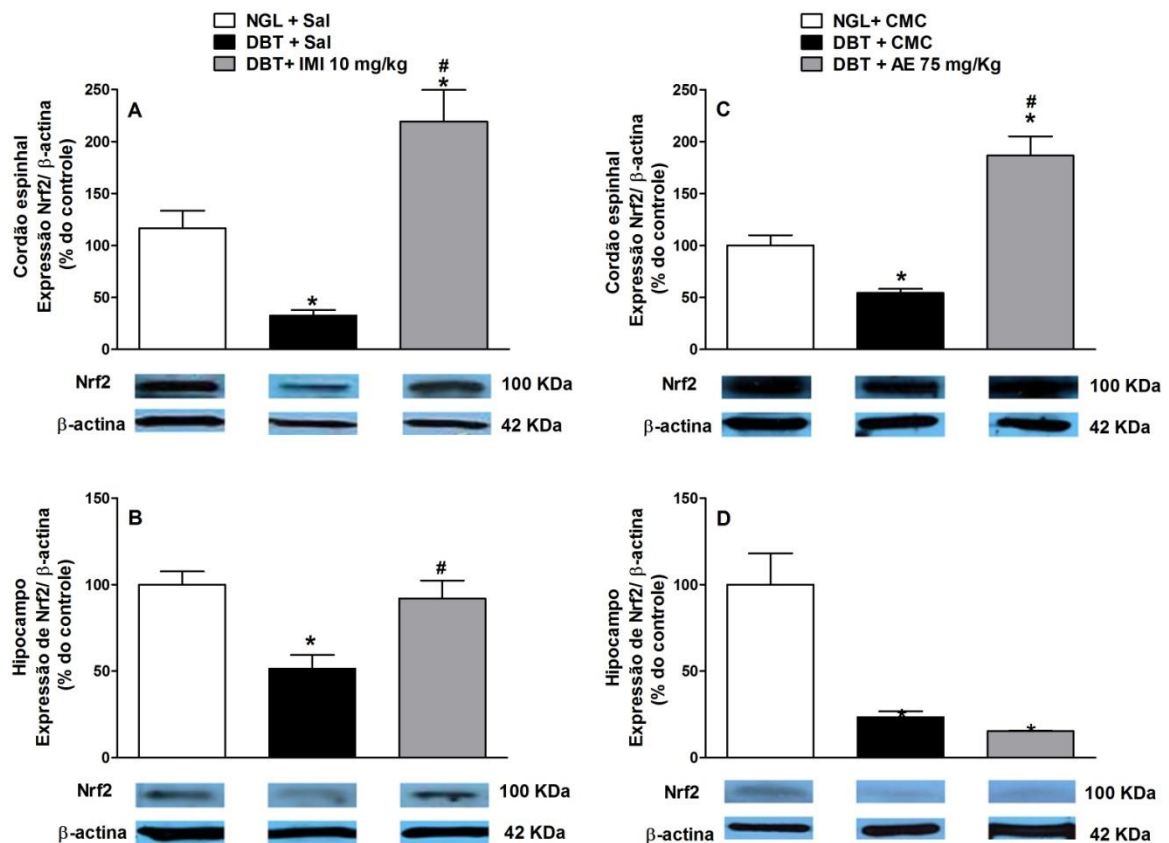 NGL + Sal
DBT + Sal
DBT+ IMI 10 mg/kg
A
Cordão espinhal
Expressão Nrf2/ β-actina
(% do controle)
250
200
150
100
50
0
*
#
*
Nrf2
100 KDa
β-actina
42 KDa
NGL+ CMC
DBT + CMC
DBT + AE 75 mg/Kg
C
Cordão espinhal
Expressão Nrf2/ β-actina
(% do controle)
250
200
150
100
50
0
*
#
*
Nrf2
100 KDa
β-actina
42 KDa
B
Hipocampo
Expressão de Nrf2/ β-actina
(% do controle)
150
100
50
0
*
#
Nrf2
100 KDa
β-actina
42 KDa
D
Hipocampo
Expressão de Nrf2/ β-actina
(% do controle)
150
100
50
0
*
*
Nrf2
100 KDa
β-actina
42 KDa